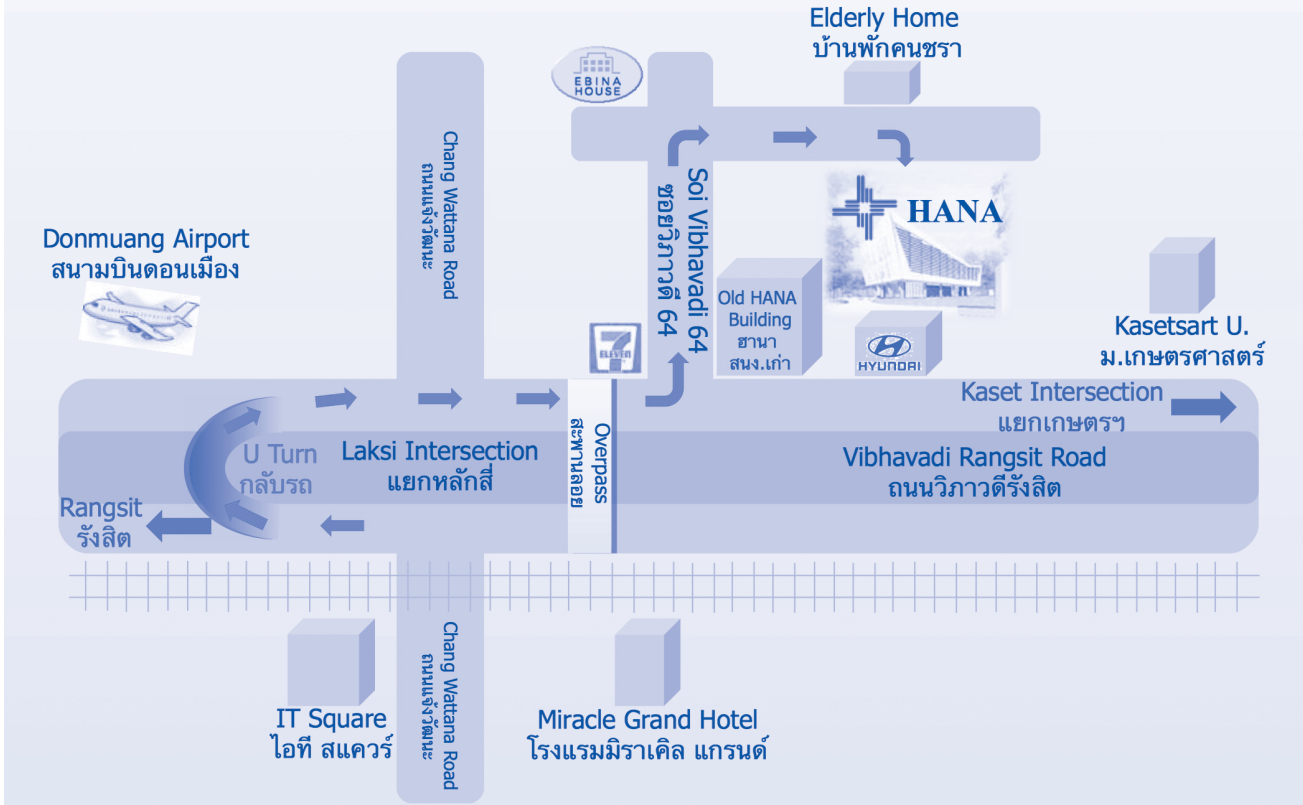 Elderly Home
บ้านพักคนชรา
EBINA
HOUSE
Chang Wattana Road
ถนนแจ้งวัฒนะ
Soi Vibhavadi 64
ซอยวิภาวดี 64
HANA
Donmuang Airport
สนามบินดอนเมือง
Old HANA
Building
ฮานา
สนง.เก่า
7
ELEVEN
HYUNDAI
Kasetsart U.
ม.เกษตรศาสตร์
Kaset Intersection
แยกเกษตรฯ
U Turn
กลับรถ
Laksi Intersection
แยกหลักสี่
Overpass
สะพานลอย
Vibhavadi Rangsit Road
ถนนวิภาวดีรังสิต
Rangsit
รังสิต
IT Square
ไอที สแควร์
Chang Wattana Road
ถนนแจ้งวัฒนะ
Miracle Grand Hotel
โรงแรมมิราเคิล แกรนด์